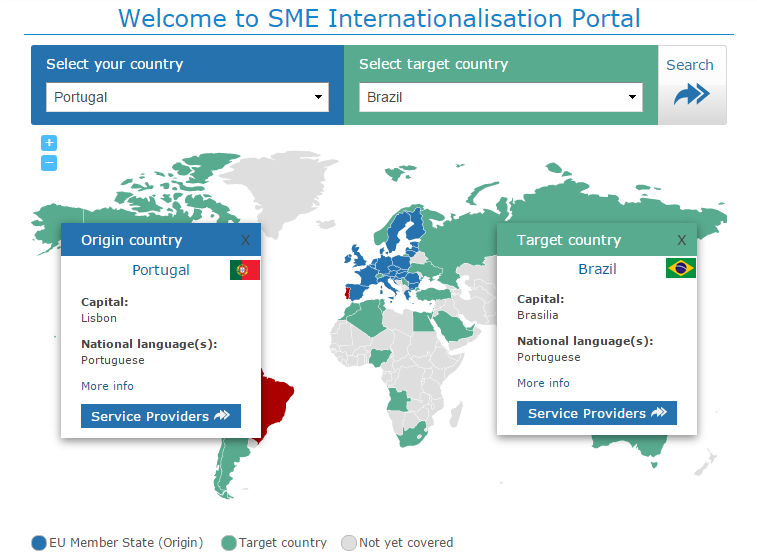 Welcome to SME Internationalisation Portal
Select your country
Select target country
Search
Portugal
Brazil
+
−
Origin country
X
Portugal
Capital:
Lisbon
National language(s):
Portuguese
More info
Service Providers
Target country
X
Brazil
Capital:
Brasilia
National language(s):
Portuguese
More info
Service Providers
EU Member State (Origin)
Target country
Not yet covered